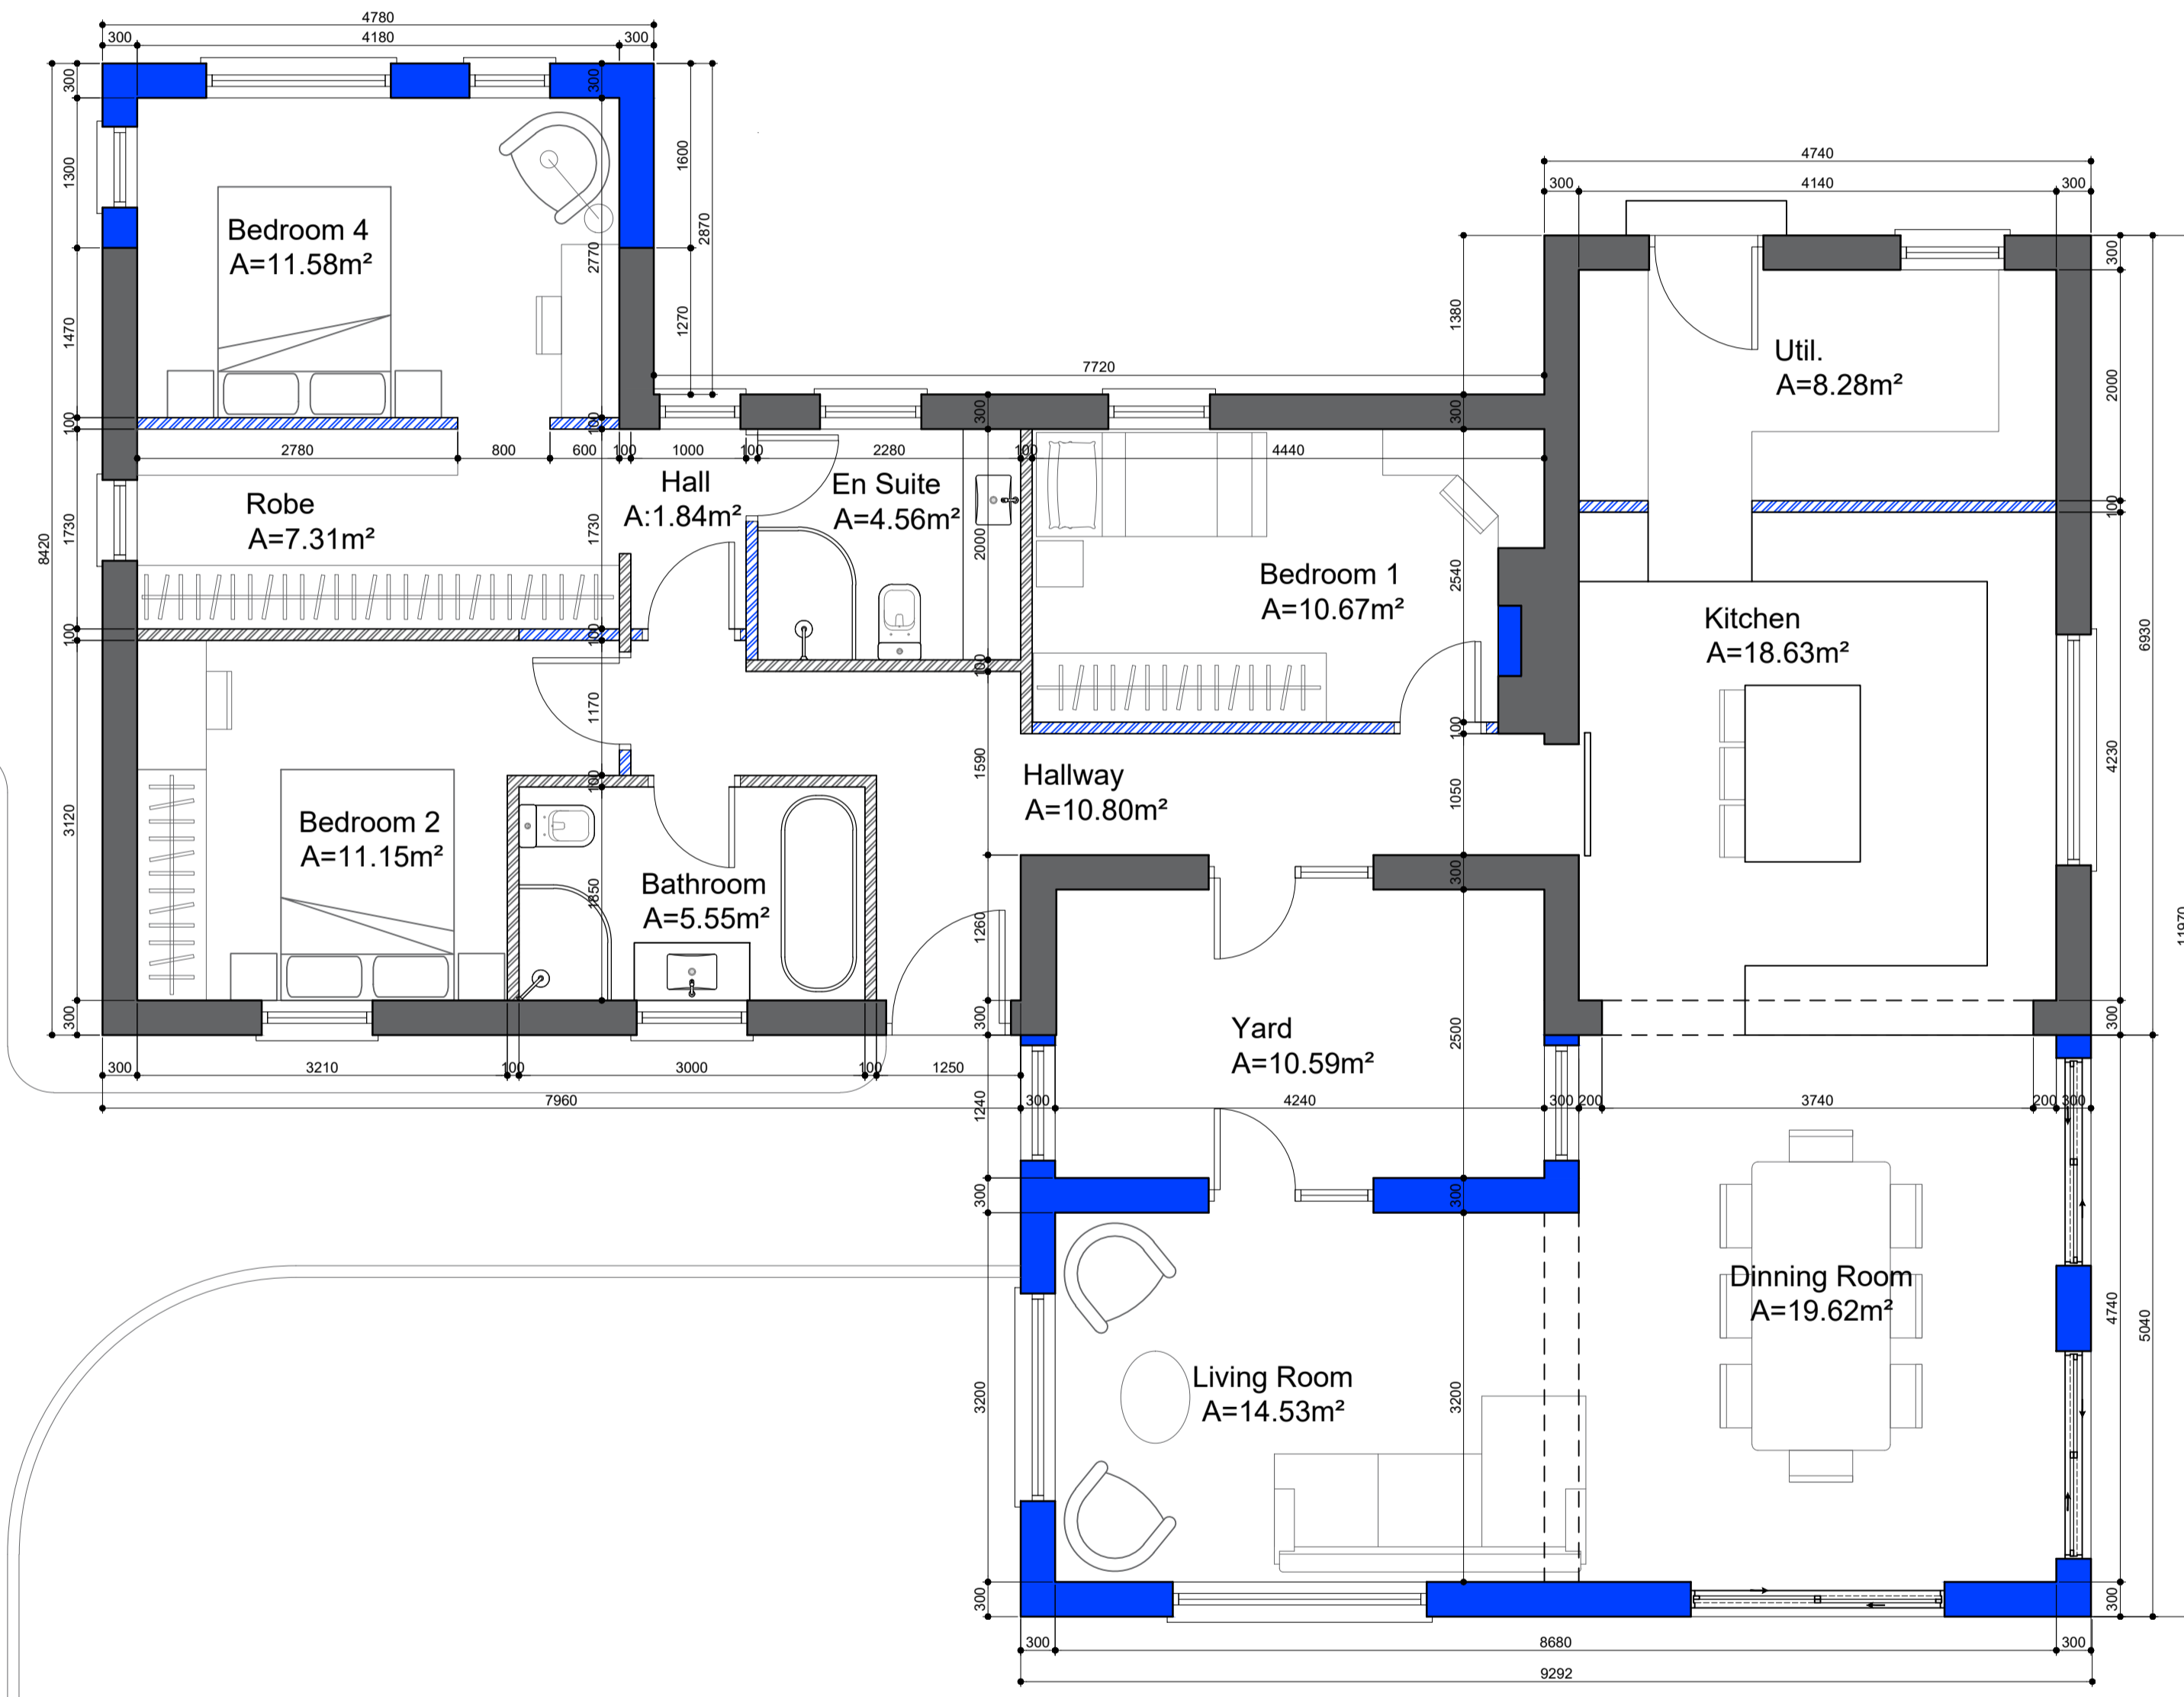 4780
300 4180 300
4740
300 4140 300
300
1300
1470
100
1730
100
3120
300
8420
300
2770
100
1730
100
1170
100
1850
1600
1270
2870
7720
1380
300
2540
100
1050
300
2500
300
3200
300
2000
100
4230
300
6930
11970
Bedroom 4
A=11.58m²
Util.
A=8.28m²
2780 800 600 100 1000 100 2280 100 4440
Robe
A=7.31m²
Hall
A:1.84m²
En Suite
A=4.56m²
300
2000
100
1590
1260
300
1240
300
3200
300
Bedroom 1
A=10.67m²
Kitchen
A=18.63m²
Hallway
A=10.80m²
Bedroom 2
A=11.15m²
Bathroom
A=5.55m²
Yard
A=10.59m²
300 3210 100 3000 100 1250
7960 300 4240 300 200 3740 200 300
Dinning Room
A=19.62m²
Living Room
A=14.53m²
4740
5040
300
300 8680 300
9292